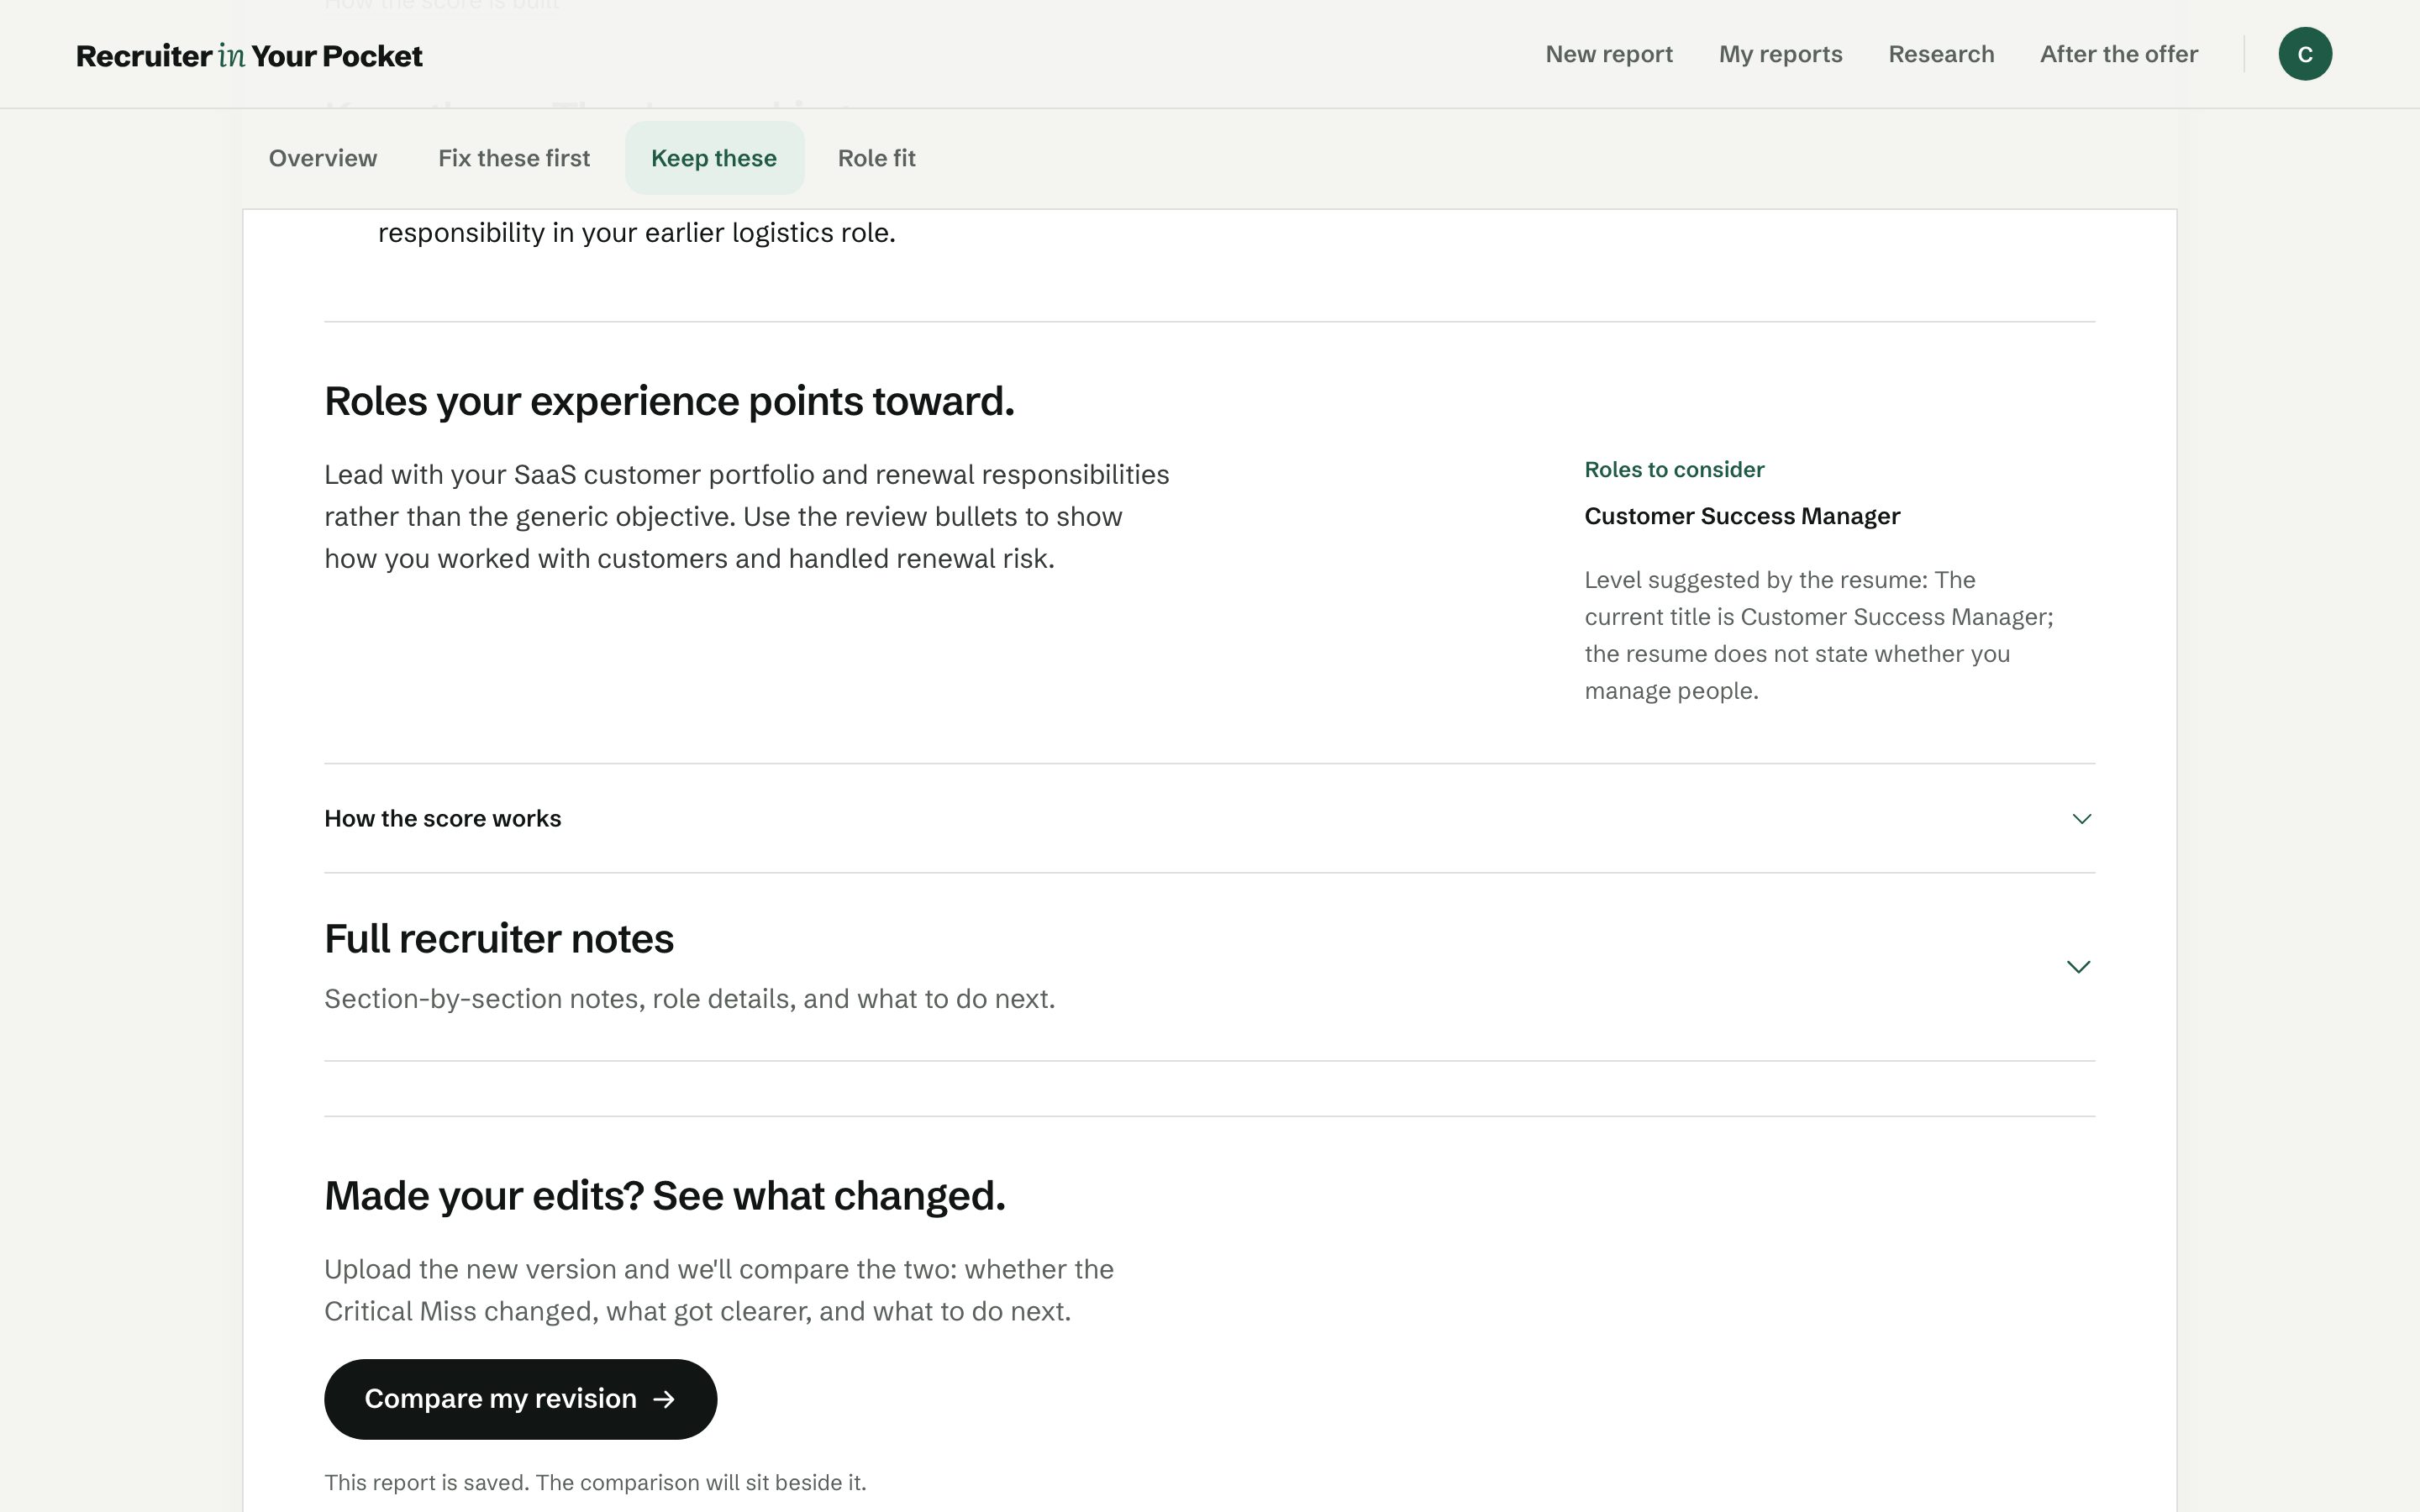 How the score is built
Recruiter in Your Pocket
New report
My reports
Research
After the offer
C
Overview
Fix these first
Keep these
Role fit
responsibility in your earlier logistics role.
Roles your experience points toward.
Lead with your SaaS customer portfolio and renewal responsibilities
rather than the generic objective. Use the review bullets to show
how you worked with customers and handled renewal risk.
Roles to consider
Customer Success Manager
Level suggested by the resume: The
current title is Customer Success Manager;
the resume does not state whether you
manage people.
How the score works
Full recruiter notes
Section-by-section notes, role details, and what to do next.
Made your edits? See what changed.
Upload the new version and we'll compare the two: whether the
Critical Miss changed, what got clearer, and what to do next.
Compare my revision →
This report is saved. The comparison will sit beside it.